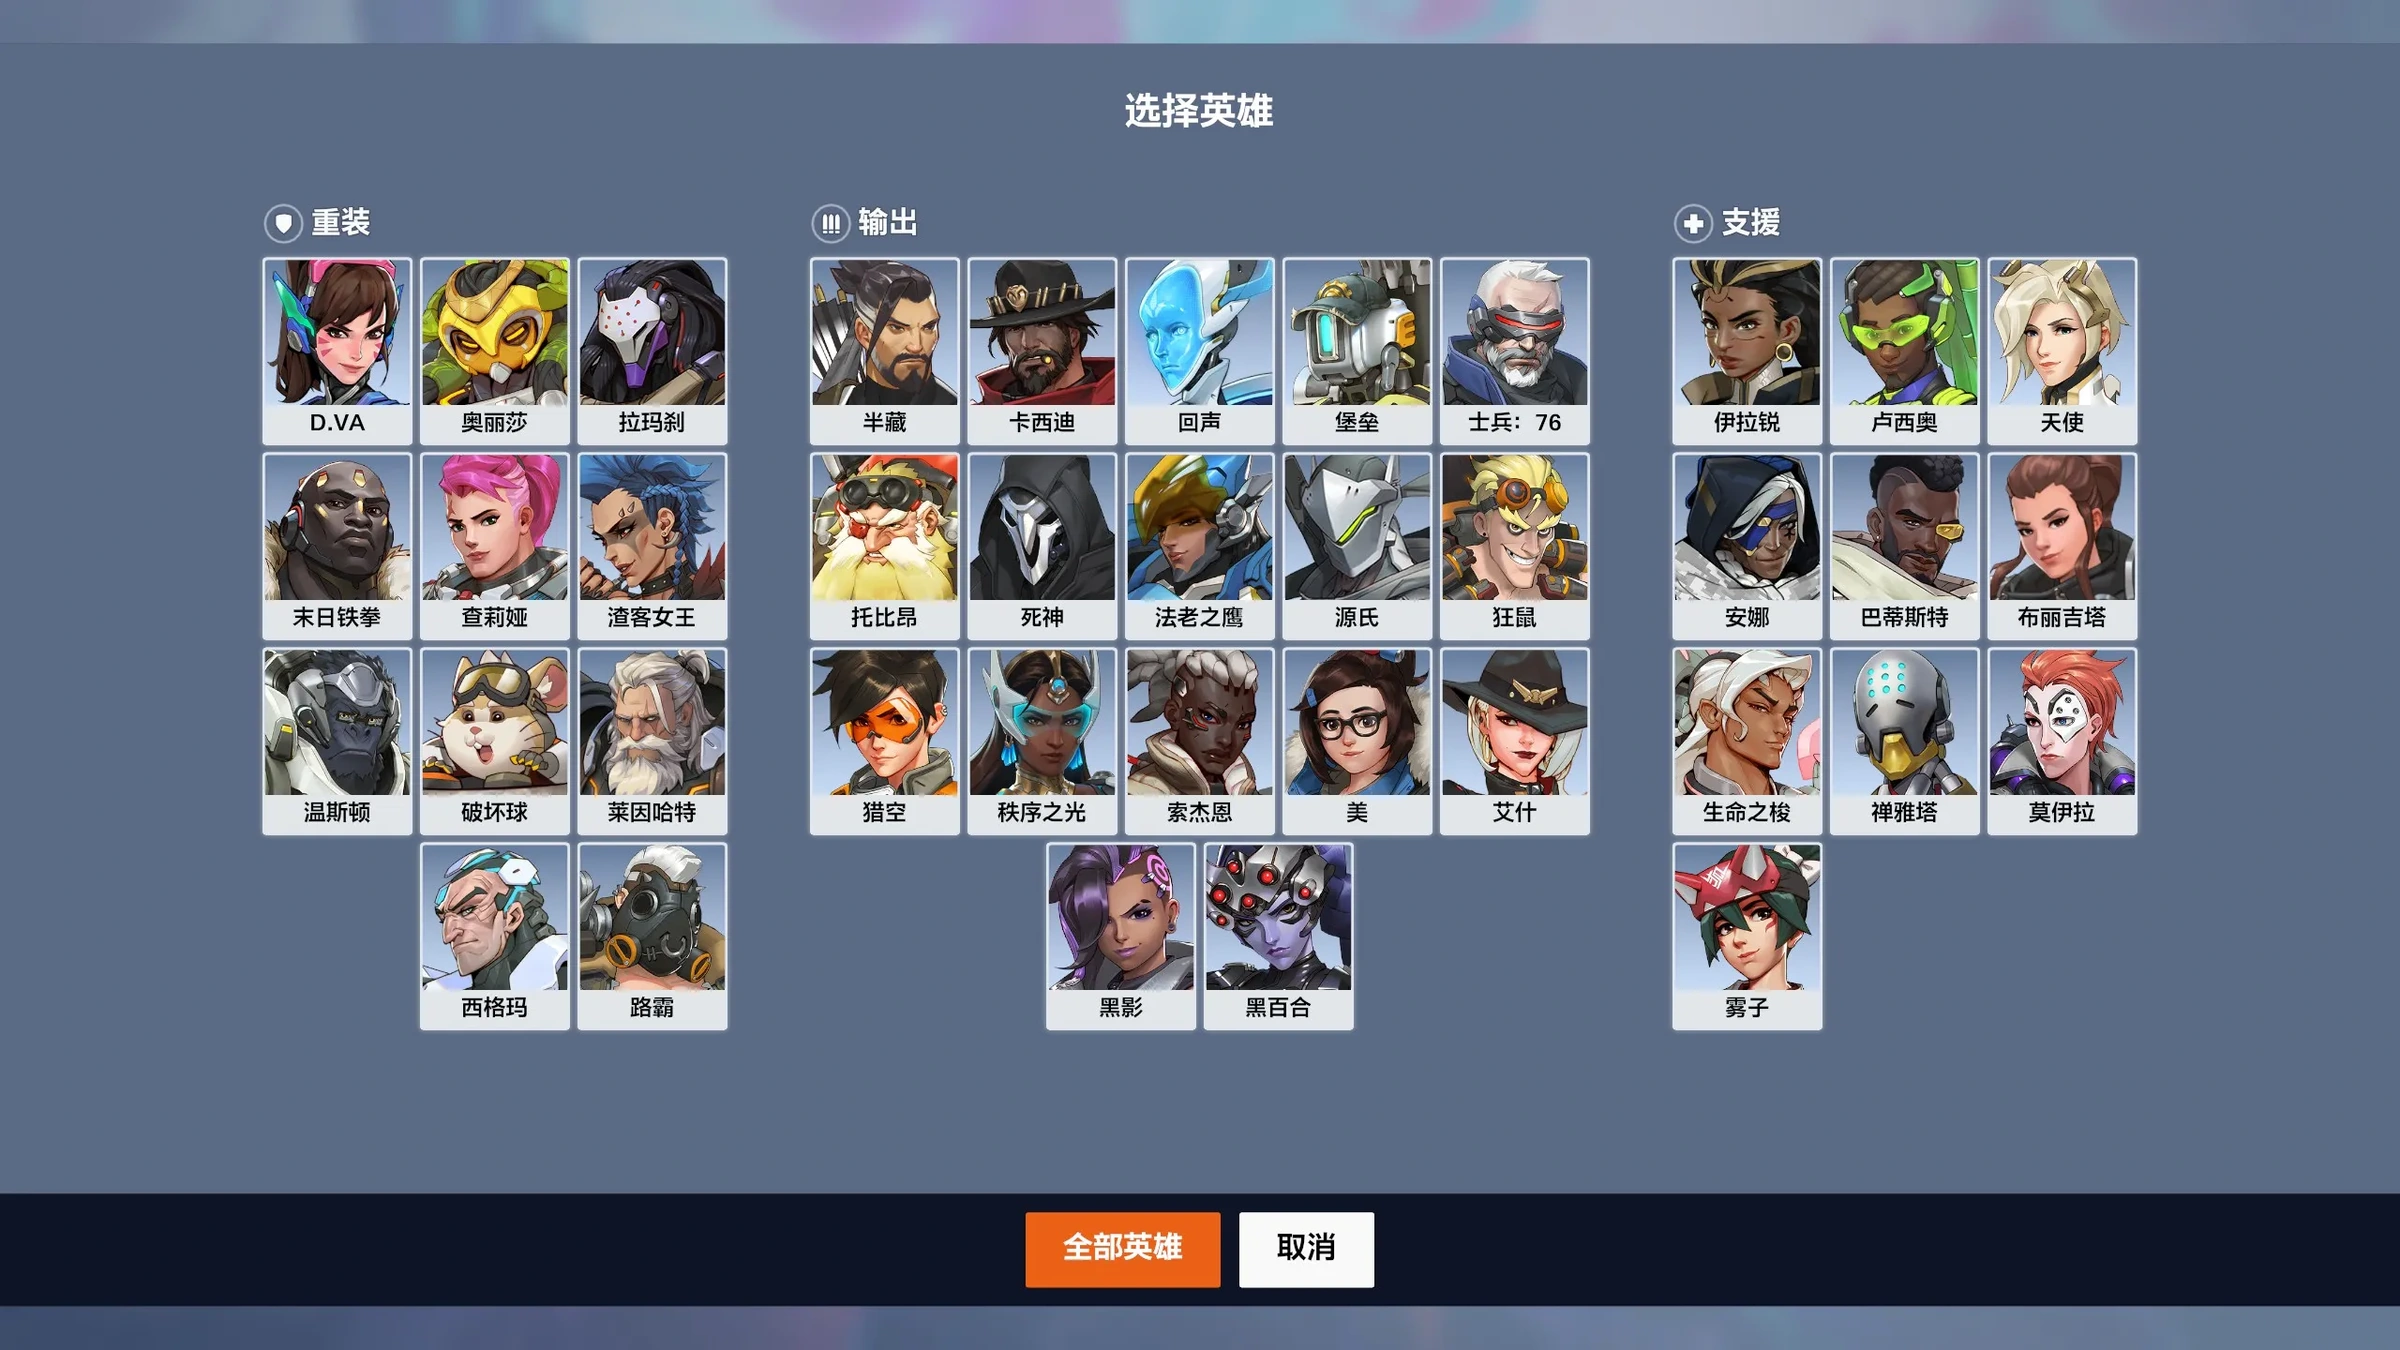 选择英雄
重装
D.VA 奥丽莎 拉玛刹
末日铁拳 查莉娅 渣客女王
温斯顿 破坏球 莱因哈特
西格玛 路霸
输出
半藏 卡西迪 回声 堡垒 士兵：76
托比昂 死神 法老之鹰 源氏 狂鼠
猎空 秩序之光 索杰恩 美 艾什
黑影 黑百合
支援
伊拉锐 卢西奥 天使
安娜 巴蒂斯特 布丽吉塔
生命之梭 禅雅塔 莫伊拉
雾子
全部英雄 取消